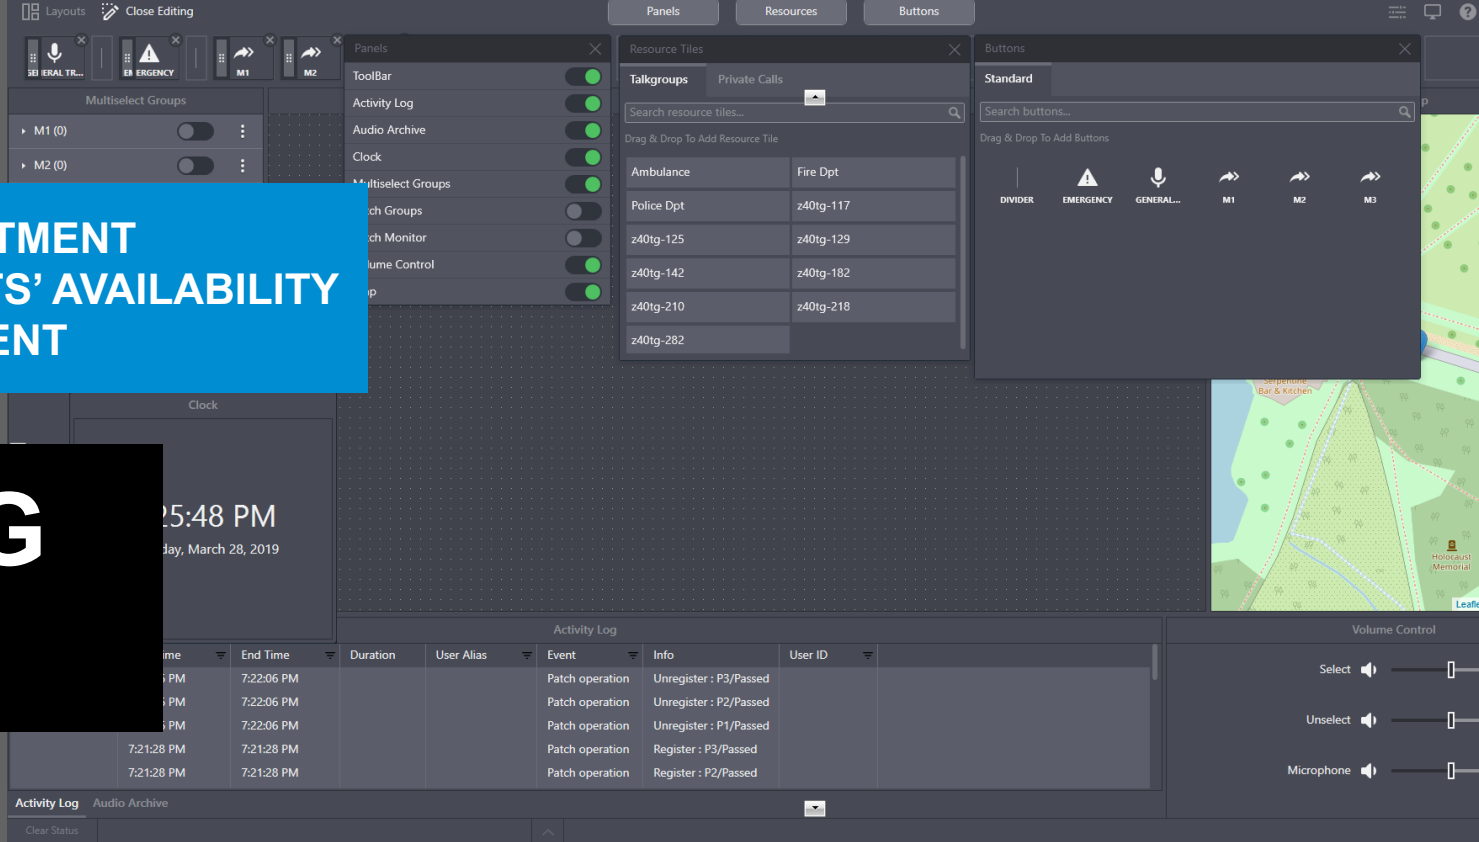 Layouts
Close Editing
Panels
Resources
Buttons
GENERAL TR...
EMERGENCY
M1
M2
Multiselect Groups
M1 (0)
M2 (0)
Panels
ToolBar
Activity Log
Audio Archive
Clock
Multiselect Groups
tch Groups
tch Monitor
lume Control
p
Resource Tiles
Talkgroups
Private Calls
Search resource tiles...
Drag & Drop To Add Resource Tile
Ambulance
Fire Dpt
Police Dpt
z40tg-117
z40tg-125
z40tg-129
z40tg-142
z40tg-182
z40tg-210
z40tg-218
z40tg-282
Buttons
Standard
Search buttons...
Drag & Drop To Add Buttons
DIVIDER
EMERGENCY
GENERAL...
M1
M2
M3
p
TMENT
TS’ AVAILABILITY
ENT
Clock
G
25:48 PM
day, March 28, 2019
Serpentine
Bar & Kitchen
Holocaust
Memorial
Leafle
Activity Log
ime End Time Duration User Alias Event Info User ID
PM 7:22:06 PM Patch operation Unregister : P3/Passed
PM 7:22:06 PM Patch operation Unregister : P2/Passed
PM 7:22:06 PM Patch operation Unregister : P1/Passed
7:21:28 PM 7:21:28 PM Patch operation Register : P3/Passed
7:21:28 PM 7:21:28 PM Patch operation Register : P2/Passed
Volume Control
Select
Unselect
Microphone
Activity Log
Audio Archive
Clear Status